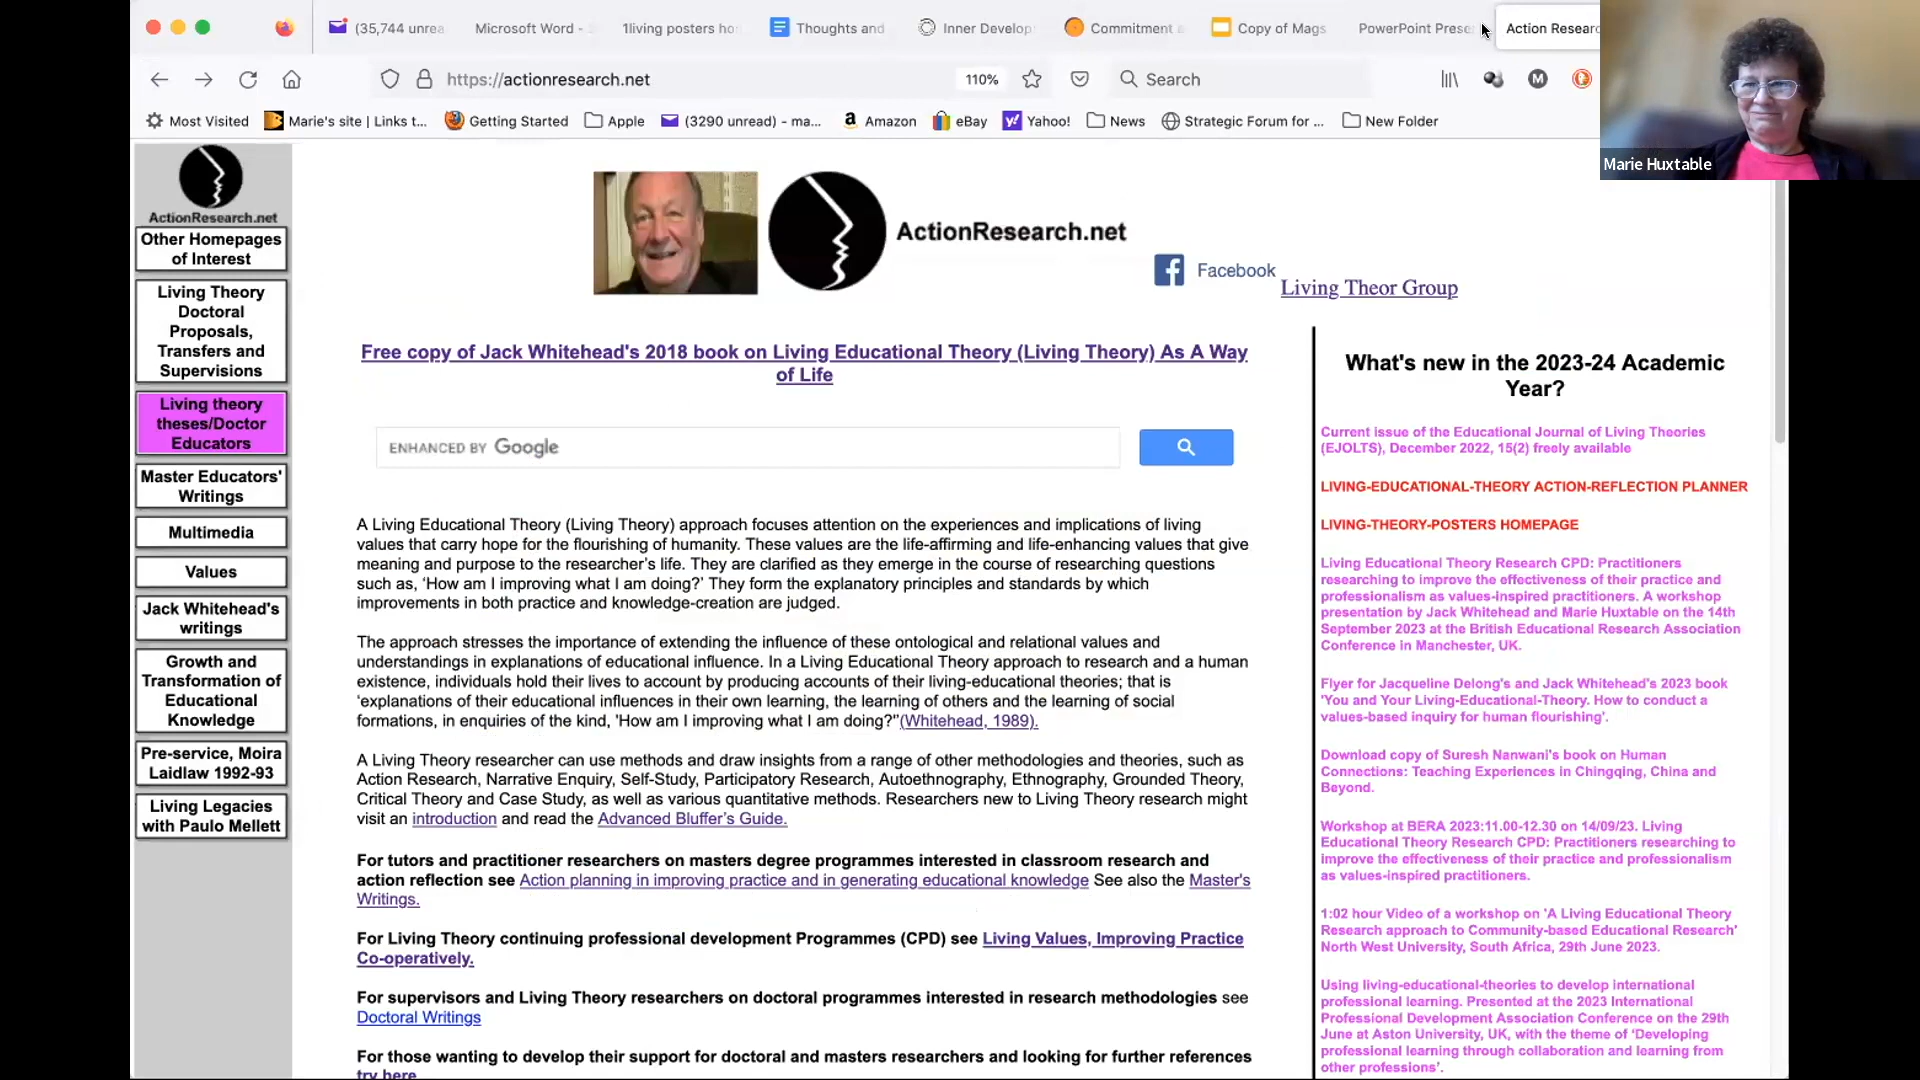 (35,744 unrea
Microsoft Word -
1living posters ho
Thoughts and
Inner Develop
Commitment a
Copy of Mags
PowerPoint Prese
Action Researc
https://actionresearch.net
110%
Search
M
Most Visited
Marie's site | Links t...
Getting Started
Apple
(3290 unread) - ma...
Amazon
eBay
Yahoo!
News
Strategic Forum for ...
New Folder
Marie Huxtable
ActionResearch.net
Other Homepages
of Interest
Living Theory
Doctoral
Proposals,
Transfers and
Supervisions
Living theory
theses/Doctor
Educators
Master Educators'
Writings
Multimedia
Values
Jack Whitehead's
writings
Growth and
Transformation of
Educational
Knowledge
Pre-service, Moira
Laidlaw 1992-93
Living Legacies
with Paulo Mellett
ActionResearch.net
Facebook
Living Theor Group
Free copy of Jack Whitehead's 2018 book on Living Educational Theory (Living Theory) As A Way
of Life
ENHANCED BY Google
A Living Educational Theory (Living Theory) approach focuses attention on the experiences and implications of living
values that carry hope for the flourishing of humanity. These values are the life-affirming and life-enhancing values that give
meaning and purpose to the researcher's life. They are clarified as they emerge in the course of researching questions
such as, ‘How am I improving what I am doing?’ They form the explanatory principles and standards by which
improvements in both practice and knowledge-creation are judged.
The approach stresses the importance of extending the influence of these ontological and relational values and
understandings in explanations of educational influence. In a Living Educational Theory approach to research and a human
existence, individuals hold their lives to account by producing accounts of their living-educational theories; that is
‘explanations of their educational influences in their own learning, the learning of others and the learning of social
formations, in enquiries of the kind, 'How am I improving what I am doing?''(Whitehead, 1989).
A Living Theory researcher can use methods and draw insights from a range of other methodologies and theories, such as
Action Research, Narrative Enquiry, Self-Study, Participatory Research, Autoethnography, Ethnography, Grounded Theory,
Critical Theory and Case Study, as well as various quantitative methods. Researchers new to Living Theory research might
visit an introduction and read the Advanced Bluffer's Guide.
For tutors and practitioner researchers on masters degree programmes interested in classroom research and
action reflection see Action planning in improving practice and in generating educational knowledge See also the Master's
Writings.
For Living Theory continuing professional development Programmes (CPD) see Living Values, Improving Practice
Co-operatively.
For supervisors and Living Theory researchers on doctoral programmes interested in research methodologies see
Doctoral Writings
For those wanting to develop their support for doctoral and masters researchers and looking for further references
try here
What's new in the 2023-24 Academic
Year?
Current issue of the Educational Journal of Living Theories
(EJOLTS), December 2022, 15(2) freely available
LIVING-EDUCATIONAL-THEORY ACTION-REFLECTION PLANNER
LIVING-THEORY-POSTERS HOMEPAGE
Living Educational Theory Research CPD: Practitioners
researching to improve the effectiveness of their practice and
professionalism as values-inspired practitioners. A workshop
presentation by Jack Whitehead and Marie Huxtable on the 14th
September 2023 at the British Educational Research Association
Conference in Manchester, UK.
Flyer for Jacqueline Delong's and Jack Whitehead's 2023 book
'You and Your Living-Educational-Theory. How to conduct a
values-based inquiry for human flourishing'.
Download copy of Suresh Nanwani's book on Human
Connections: Teaching Experiences in Chingqing, China and
Beyond.
Workshop at BERA 2023:11.00-12.30 on 14/09/23. Living
Educational Theory Research CPD: Practitioners researching to
improve the effectiveness of their practice and professionalism
as values-inspired practitioners.
1:02 hour Video of a workshop on 'A Living Educational Theory
Research approach to Community-based Educational Research'
North West University, South Africa, 29th June 2023.
Using living-educational-theories to develop international
professional learning. Presented at the 2023 International
Professional Development Association Conference on the 29th
June at Aston University, UK, with the theme of ‘Developing
professional learning through collaboration and learning from
other professions’.